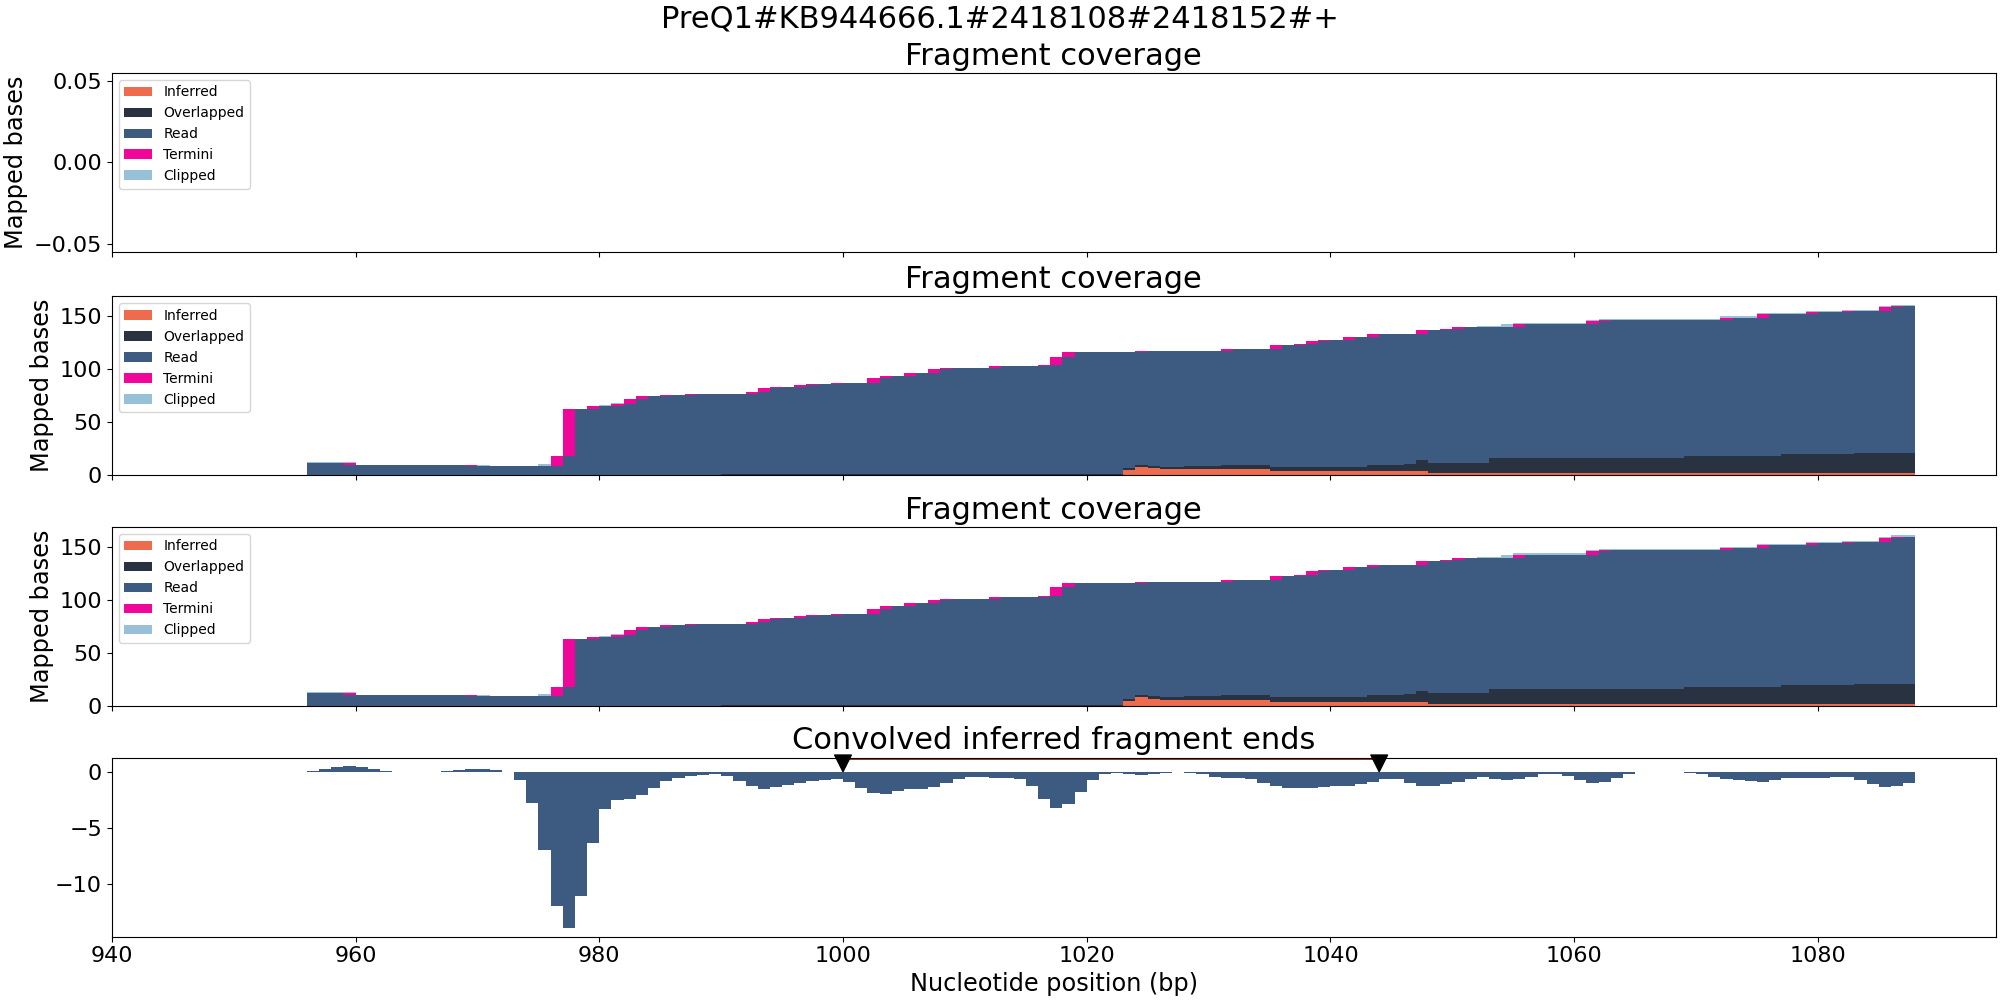 PreQ1#KB944666.1#2418108#2418152#+
Fragment coverage
Mapped bases
0.05
0.00
−0.05
Inferred
Overlapped
Read
Termini
Clipped
Fragment coverage
Mapped bases
150
100
50
0
Inferred
Overlapped
Read
Termini
Clipped
Fragment coverage
Mapped bases
150
100
50
0
Inferred
Overlapped
Read
Termini
Clipped
Convolved inferred fragment ends
0
−5
−10
940 960 980 1000 1020 1040 1060 1080
Nucleotide position (bp)